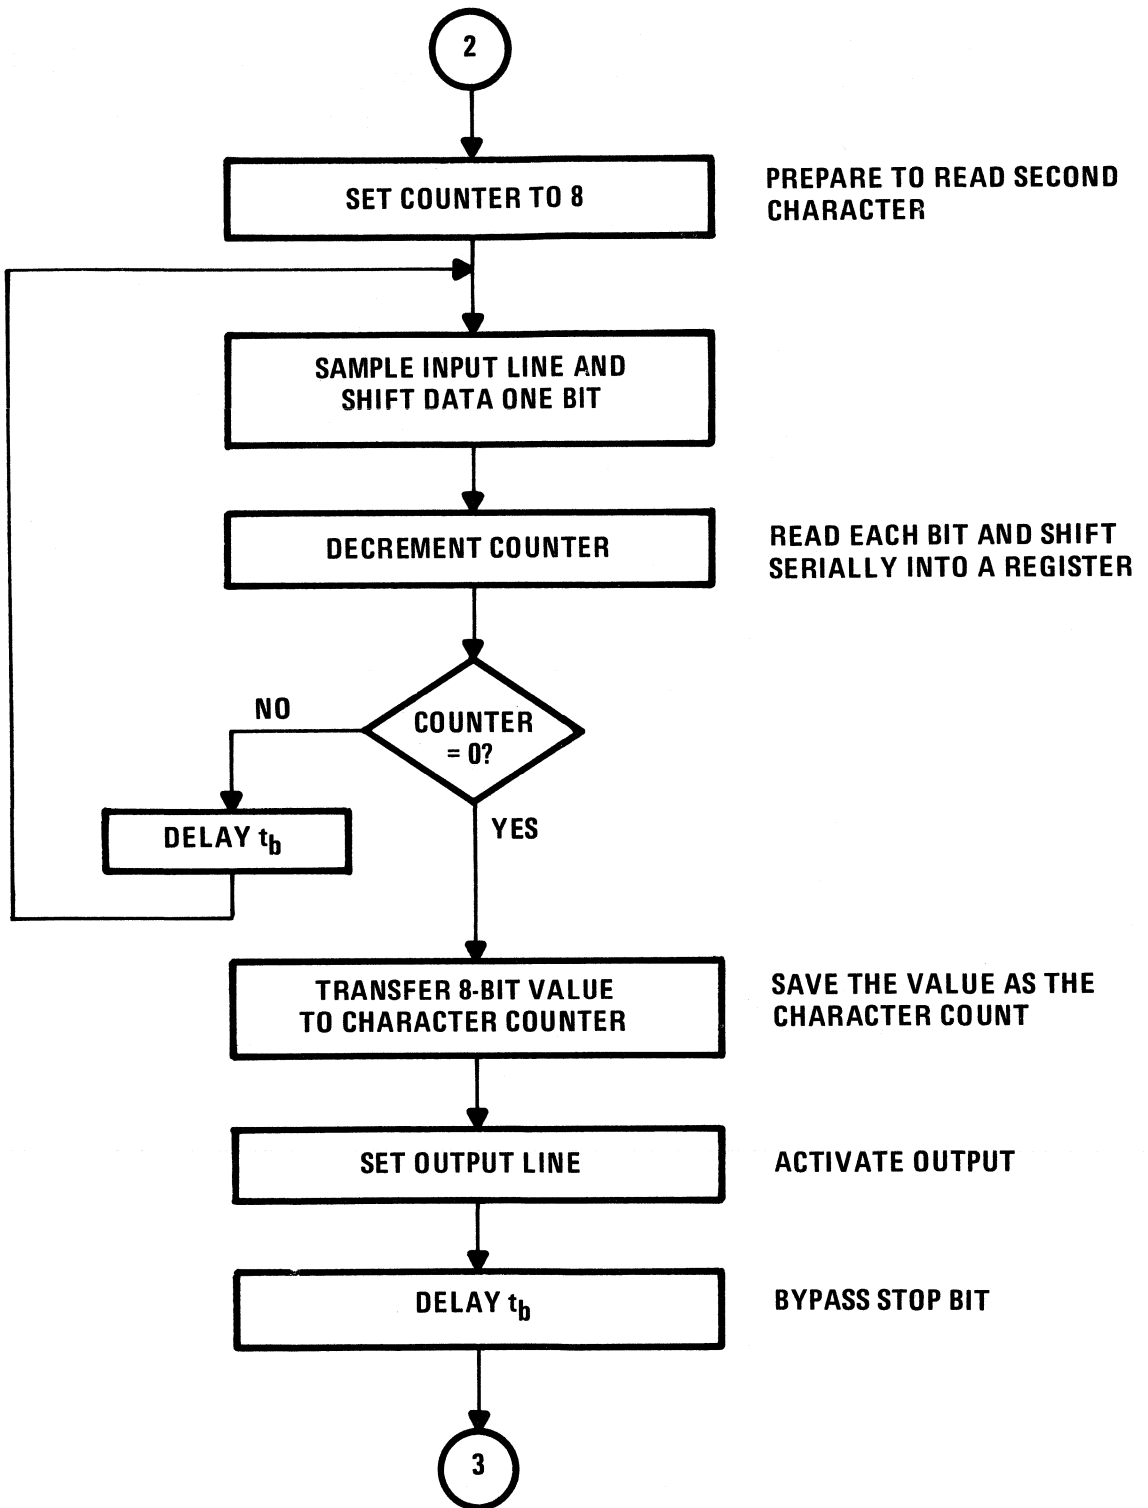 2
SET COUNTER TO 8
PREPARE TO READ SECOND
CHARACTER
SAMPLE INPUT LINE AND
SHIFT DATA ONE BIT
DECREMENT COUNTER
READ EACH BIT AND SHIFT
SERIALLY INTO A REGISTER
COUNTER
= 0?
NO
DELAY tb
YES
TRANSFER 8-BIT VALUE
TO CHARACTER COUNTER
SAVE THE VALUE AS THE
CHARACTER COUNT
SET OUTPUT LINE
ACTIVATE OUTPUT
DELAY tb
BYPASS STOP BIT
3